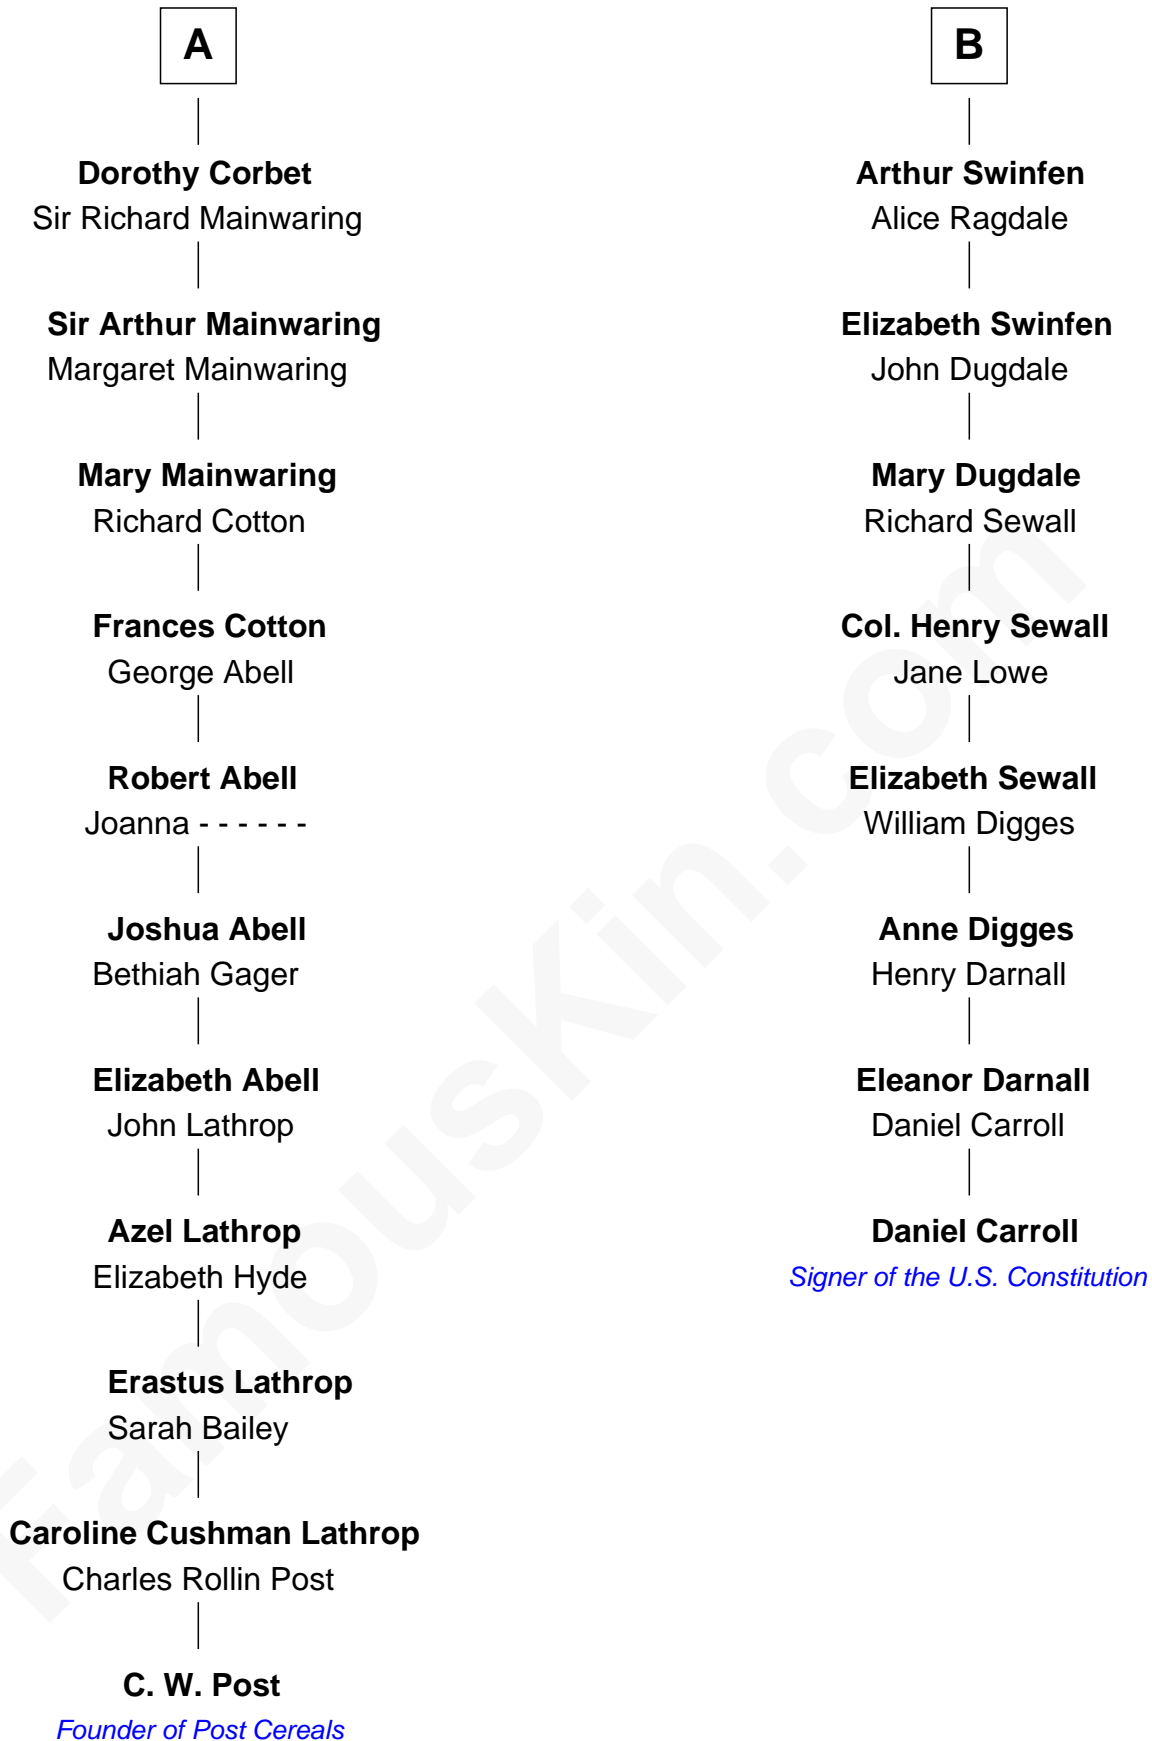 A
Dorothy Corbet
Sir Richard Mainwaring
Sir Arthur Mainwaring
Margaret Mainwaring
Mary Mainwaring
Richard Cotton
Frances Cotton
George Abell
Robert Abell
Joanna - - - - - -
Joshua Abell
Bethiah Gager
Elizabeth Abell
John Lathrop
Azel Lathrop
Elizabeth Hyde
Erastus Lathrop
Sarah Bailey
Caroline Cushman Lathrop
Charles Rollin Post
C. W. Post
Founder of Post Cereals
B
Arthur Swinfen
Alice Ragdale
Elizabeth Swinfen
John Dugdale
Mary Dugdale
Richard Sewall
Col. Henry Sewall
Jane Lowe
Elizabeth Sewall
William Digges
Anne Digges
Henry Darnall
Eleanor Darnall
Daniel Carroll
Daniel Carroll
Signer of the U.S. Constitution
FamousKin.com